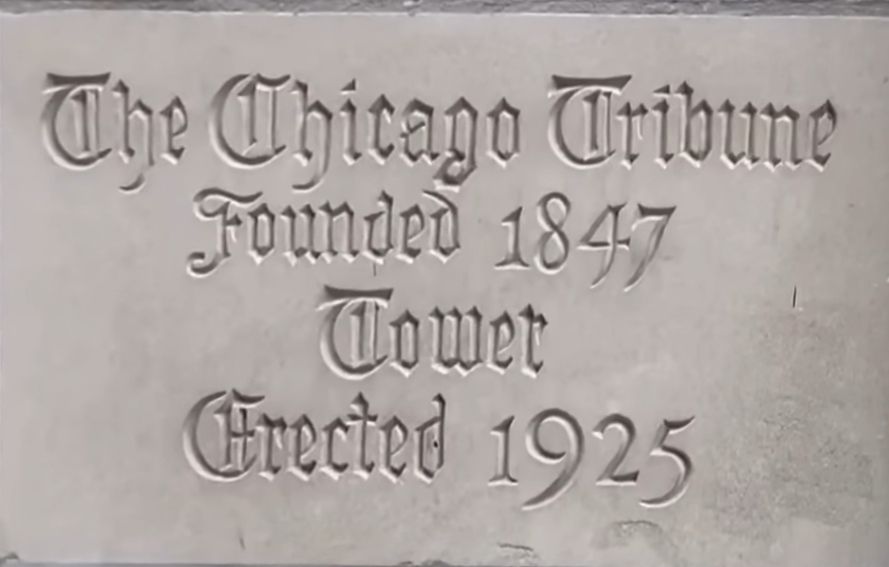 The Chicago Tribune
Founded 1847
Tower
Erected 1925